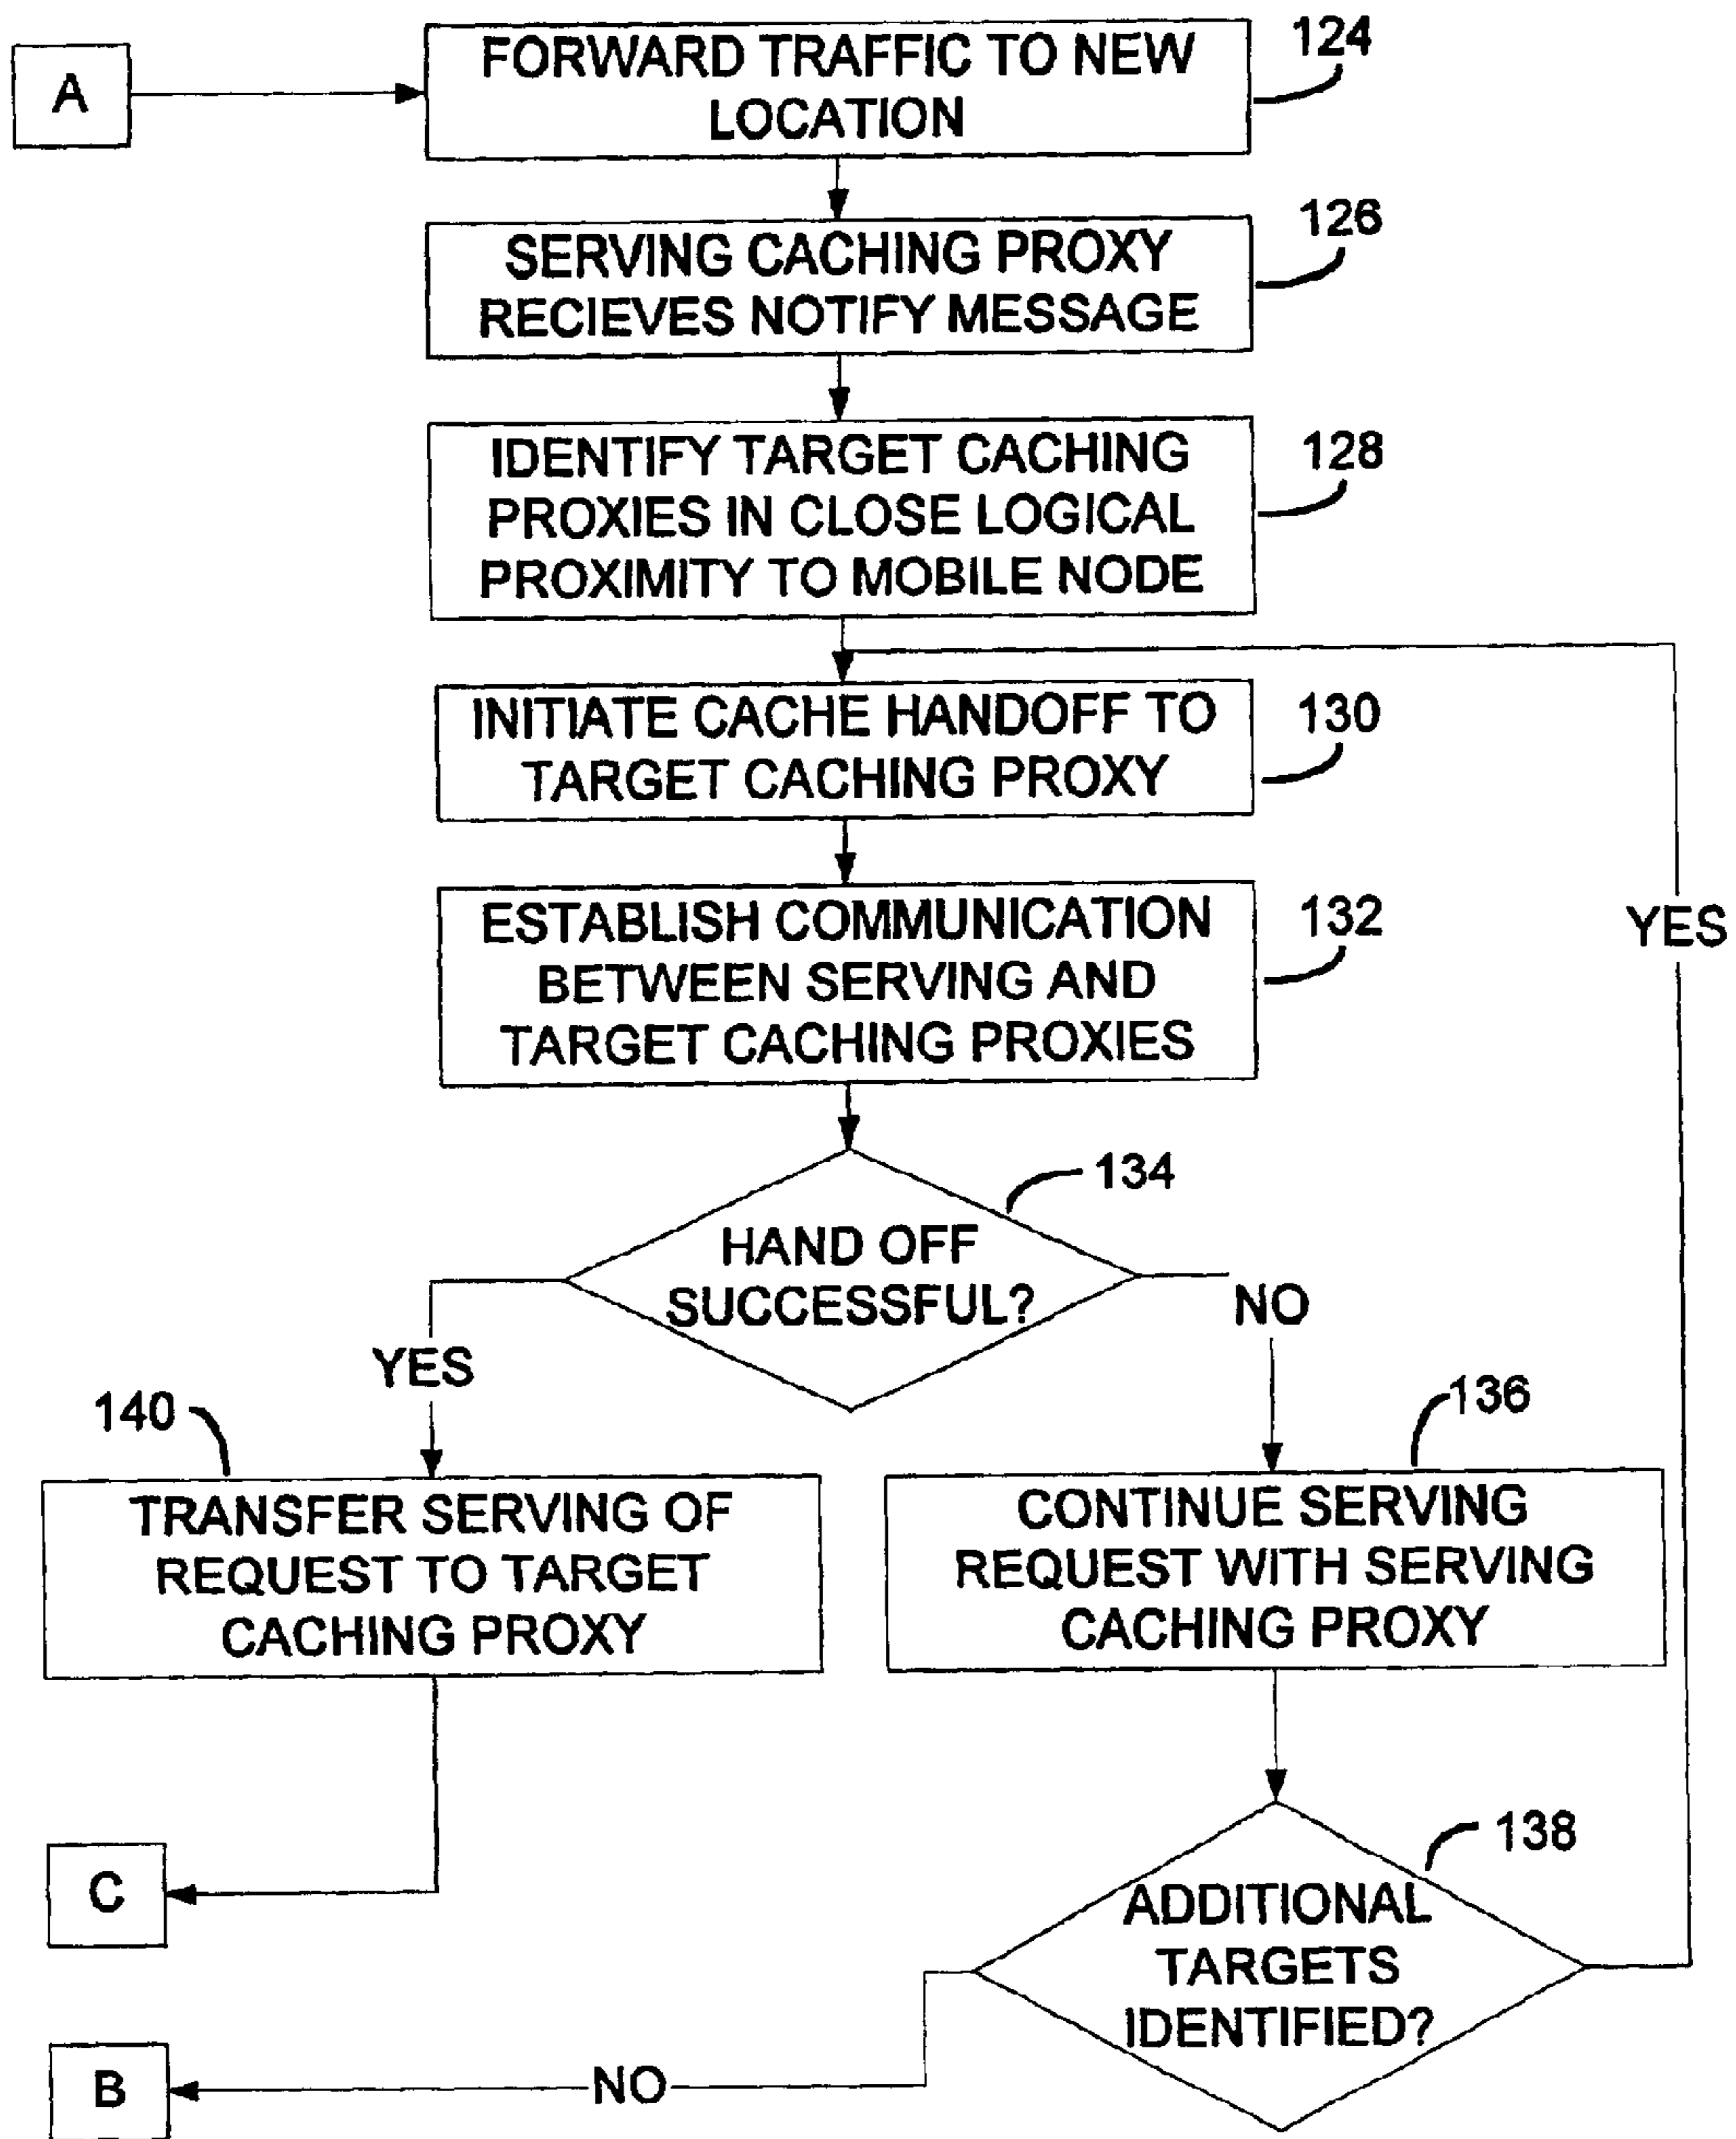 A
FORWARD TRAFFIC TO NEW
LOCATION
124
SERVING CACHING PROXY
RECIEVES NOTIFY MESSAGE
126
IDENTIFY TARGET CACHING
PROXIES IN CLOSE LOGICAL
PROXIMITY TO MOBILE NODE
128
INITIATE CACHE HANDOFF TO
TARGET CACHING PROXY
130
ESTABLISH COMMUNICATION
BETWEEN SERVING AND
TARGET CACHING PROXIES
132
YES
134
HAND OFF
SUCCESSFUL?
YES
NO
140
136
TRANSFER SERVING OF
REQUEST TO TARGET
CACHING PROXY
CONTINUE SERVING
REQUEST WITH SERVING
CACHING PROXY
138
C
ADDITIONAL
TARGETS
IDENTIFIED?
B
NO